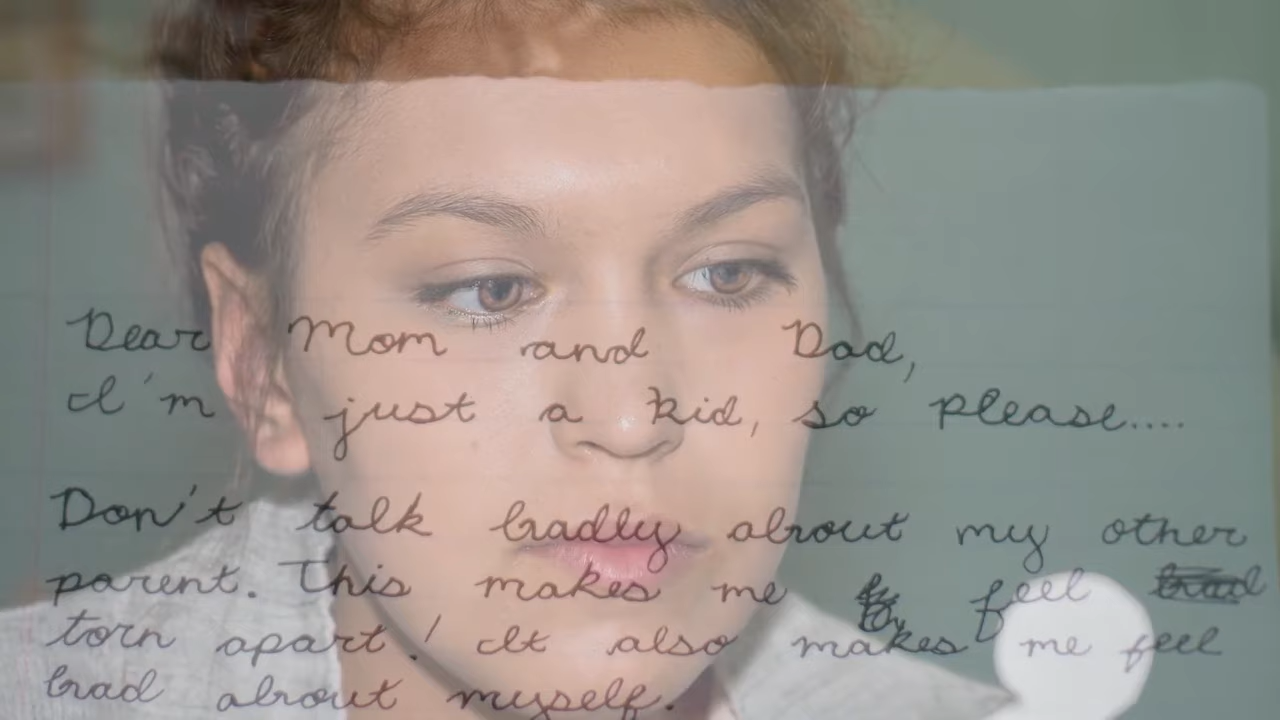 Dear Mom and Dad,
I'm just a kid, so please....
Don't talk badly about my other
parent. This makes me feel
torn apart! It also makes me feel
bad about myself.